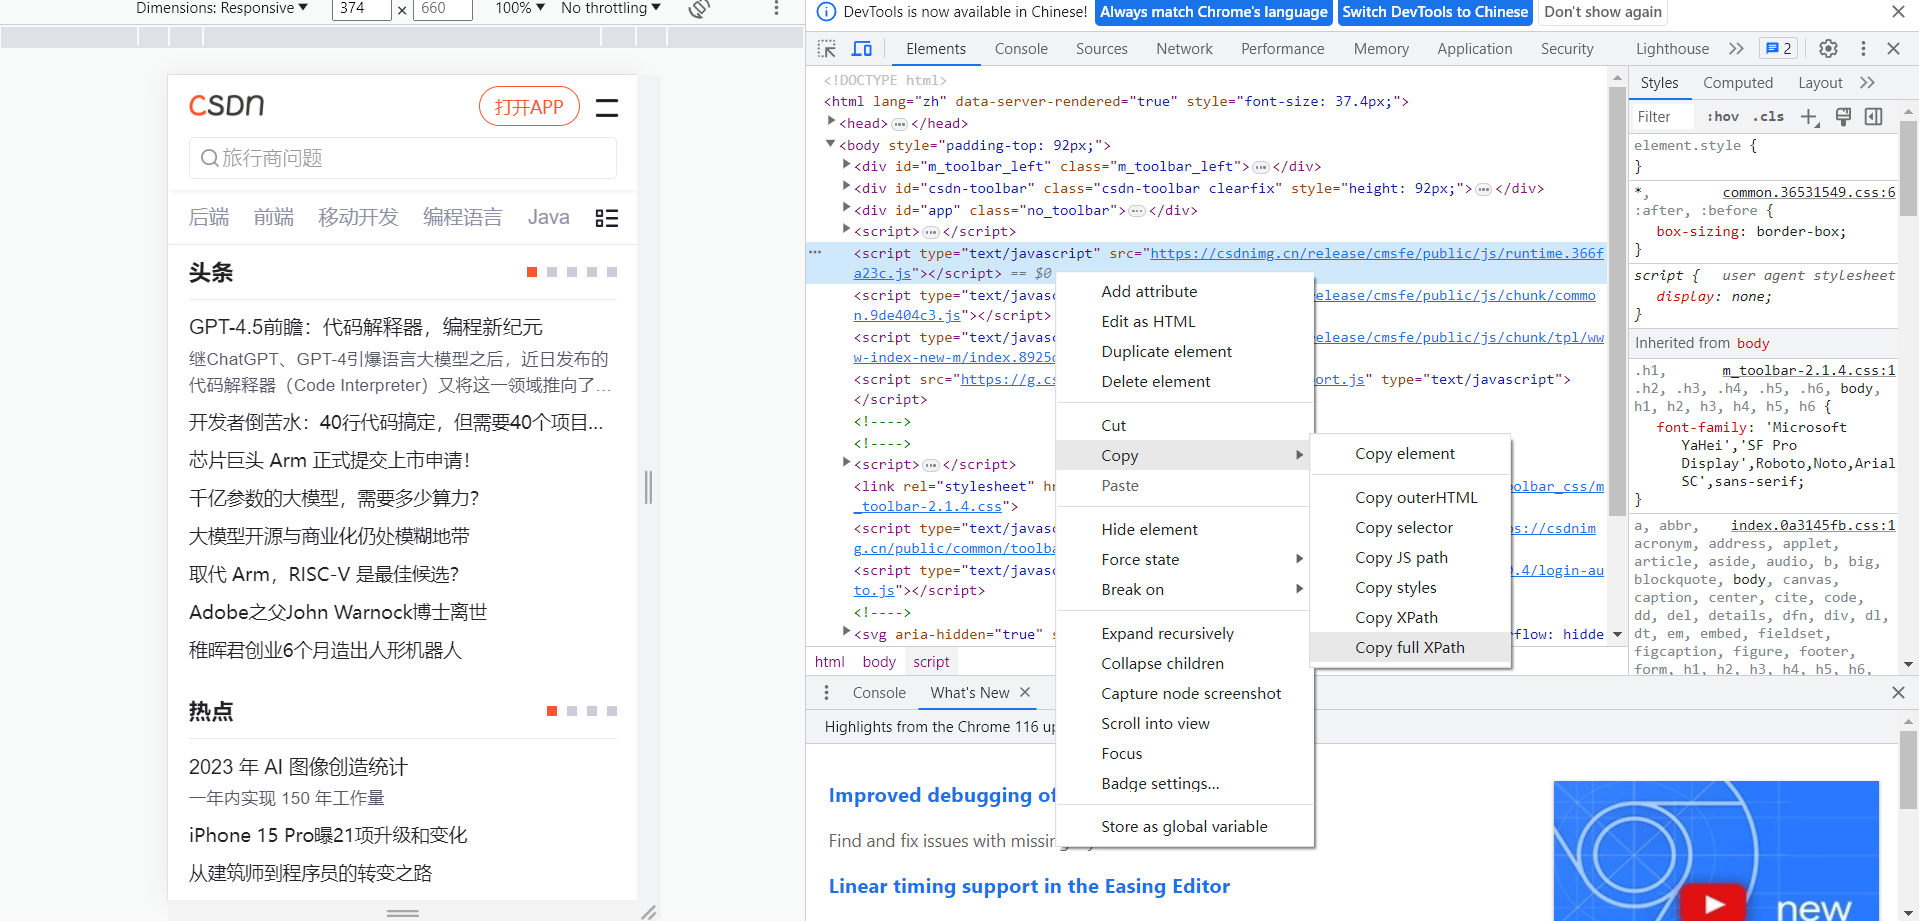 Dimensions: Responsive ▼ 374 × 660 100% ▼ No throttling ▼
CSDN 打开APP
旅行商问题
后端 前端 移动开发 编程语言 Java
头条
GPT-4.5前瞻：代码解释器，编程新纪元
继ChatGPT、GPT-4引爆语言大模型之后，近日发布的
代码解释器（Code Interpreter）又将这一领域推向了…
开发者倒苦水：40行代码搞定，但需要40个项目...
芯片巨头 Arm 正式提交上市申请！
千亿参数的大模型，需要多少算力？
大模型开源与商业化仍处模糊地带
取代 Arm，RISC-V 是最佳候选？
Adobe之父John Warnock博士离世
稚晖君创业6个月造出人形机器人
热点
2023 年 AI 图像创造统计
一年内实现 150 年工作量
iPhone 15 Pro曝21项升级和变化
从建筑师到程序员的转变之路
DevTools is now available in Chinese! Always match Chrome's language Switch DevTools to Chinese Don't show again
Elements Console Sources Network Performance Memory Application Security Lighthouse 2
<!DOCTYPE html>
<html lang="zh" data-server-rendered="true" style="font-size: 37.4px;">
<head>…</head>
<body style="padding-top: 92px;">
<div id="m_toolbar_left" class="m_toolbar_left">…</div>
<div id="csdn-toolbar" class="csdn-toolbar clearfix" style="height: 92px;">…</div>
<div id="app" class="no_toolbar">…</div>
<script>…</script>
<script type="text/javascript" src="https://csdnimg.cn/release/cmsfe/public/js/runtime.366f
a23c.js"></script> == $0
<script type="text/javasc elease/cmsfe/public/js/chunk/commo
n.9de404c3.js"></script>
<script type="text/javasc elease/cmsfe/public/js/chunk/tpl/ww
w-index-new-m/index.8925
<script src="https://g.cs ort.js" type="text/javascript">
</script>
<!---->
<!---->
<script>…</script>
<link rel="stylesheet" h oolbar_css/m
_toolbar-2.1.4.css">
<script type="text/javasc s://csdnim
g.cn/public/common/toolba
<script type="text/javasc .4/login-au
to.js"></script>
<!---->
<svg aria-hidden="true" flow: hidde
html body script
Add attribute
Edit as HTML
Duplicate element
Delete element
Cut
Copy
Paste
Hide element
Force state
Break on
Expand recursively
Collapse children
Capture node screenshot
Scroll into view
Focus
Badge settings...
Store as global variable
Copy element
Copy outerHTML
Copy selector
Copy JS path
Copy styles
Copy XPath
Copy full XPath
Styles Computed Layout
Filter :hov .cls
element.style {
}
*, common.36531549.css:6
:after, :before {
box-sizing: border-box;
}
script { user agent stylesheet
display: none;
}
Inherited from body
.h1, m_toolbar-2.1.4.css:1
.h2, .h3, .h4, .h5, .h6, body,
h1, h2, h3, h4, h5, h6 {
font-family: 'Microsoft
YaHei','SF Pro
Display',Roboto,Noto,Arial
SC',sans-serif;
}
a, abbr, index.0a3145fb.css:1
acronym, address, applet,
article, aside, audio, b, big,
blockquote, body, canvas,
caption, center, cite, code,
dd, del, details, dfn, div, dl,
dt, em, embed, fieldset,
figcaption, figure, footer,
form, h1, h2, h3, h4, h5, h6,
Console What's New
Highlights from the Chrome 116 up
Improved debugging of
Find and fix issues with missing
Linear timing support in the Easing Editor
new